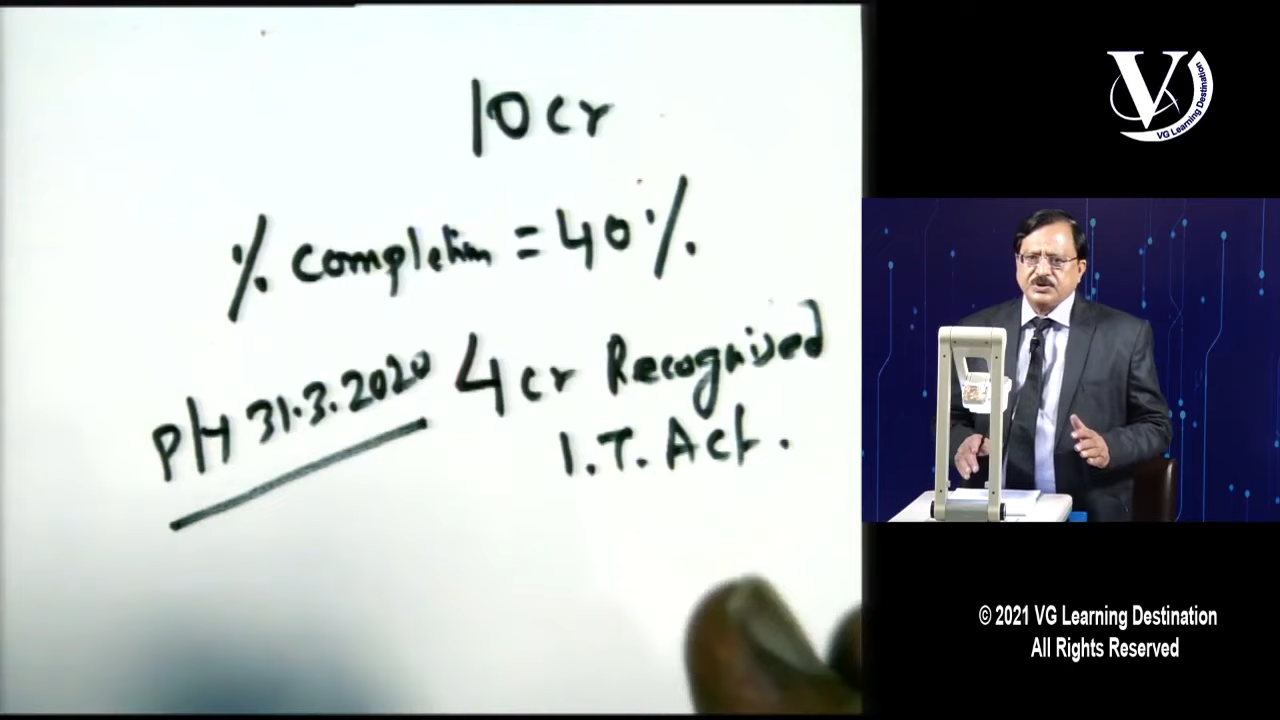 10 cr
% completion = 40%
PH 31.3.2020 4 cr Recognised
I.T. Act.
V
VG Learning Destination
© 2021 VG Learning Destination
All Rights Reserved